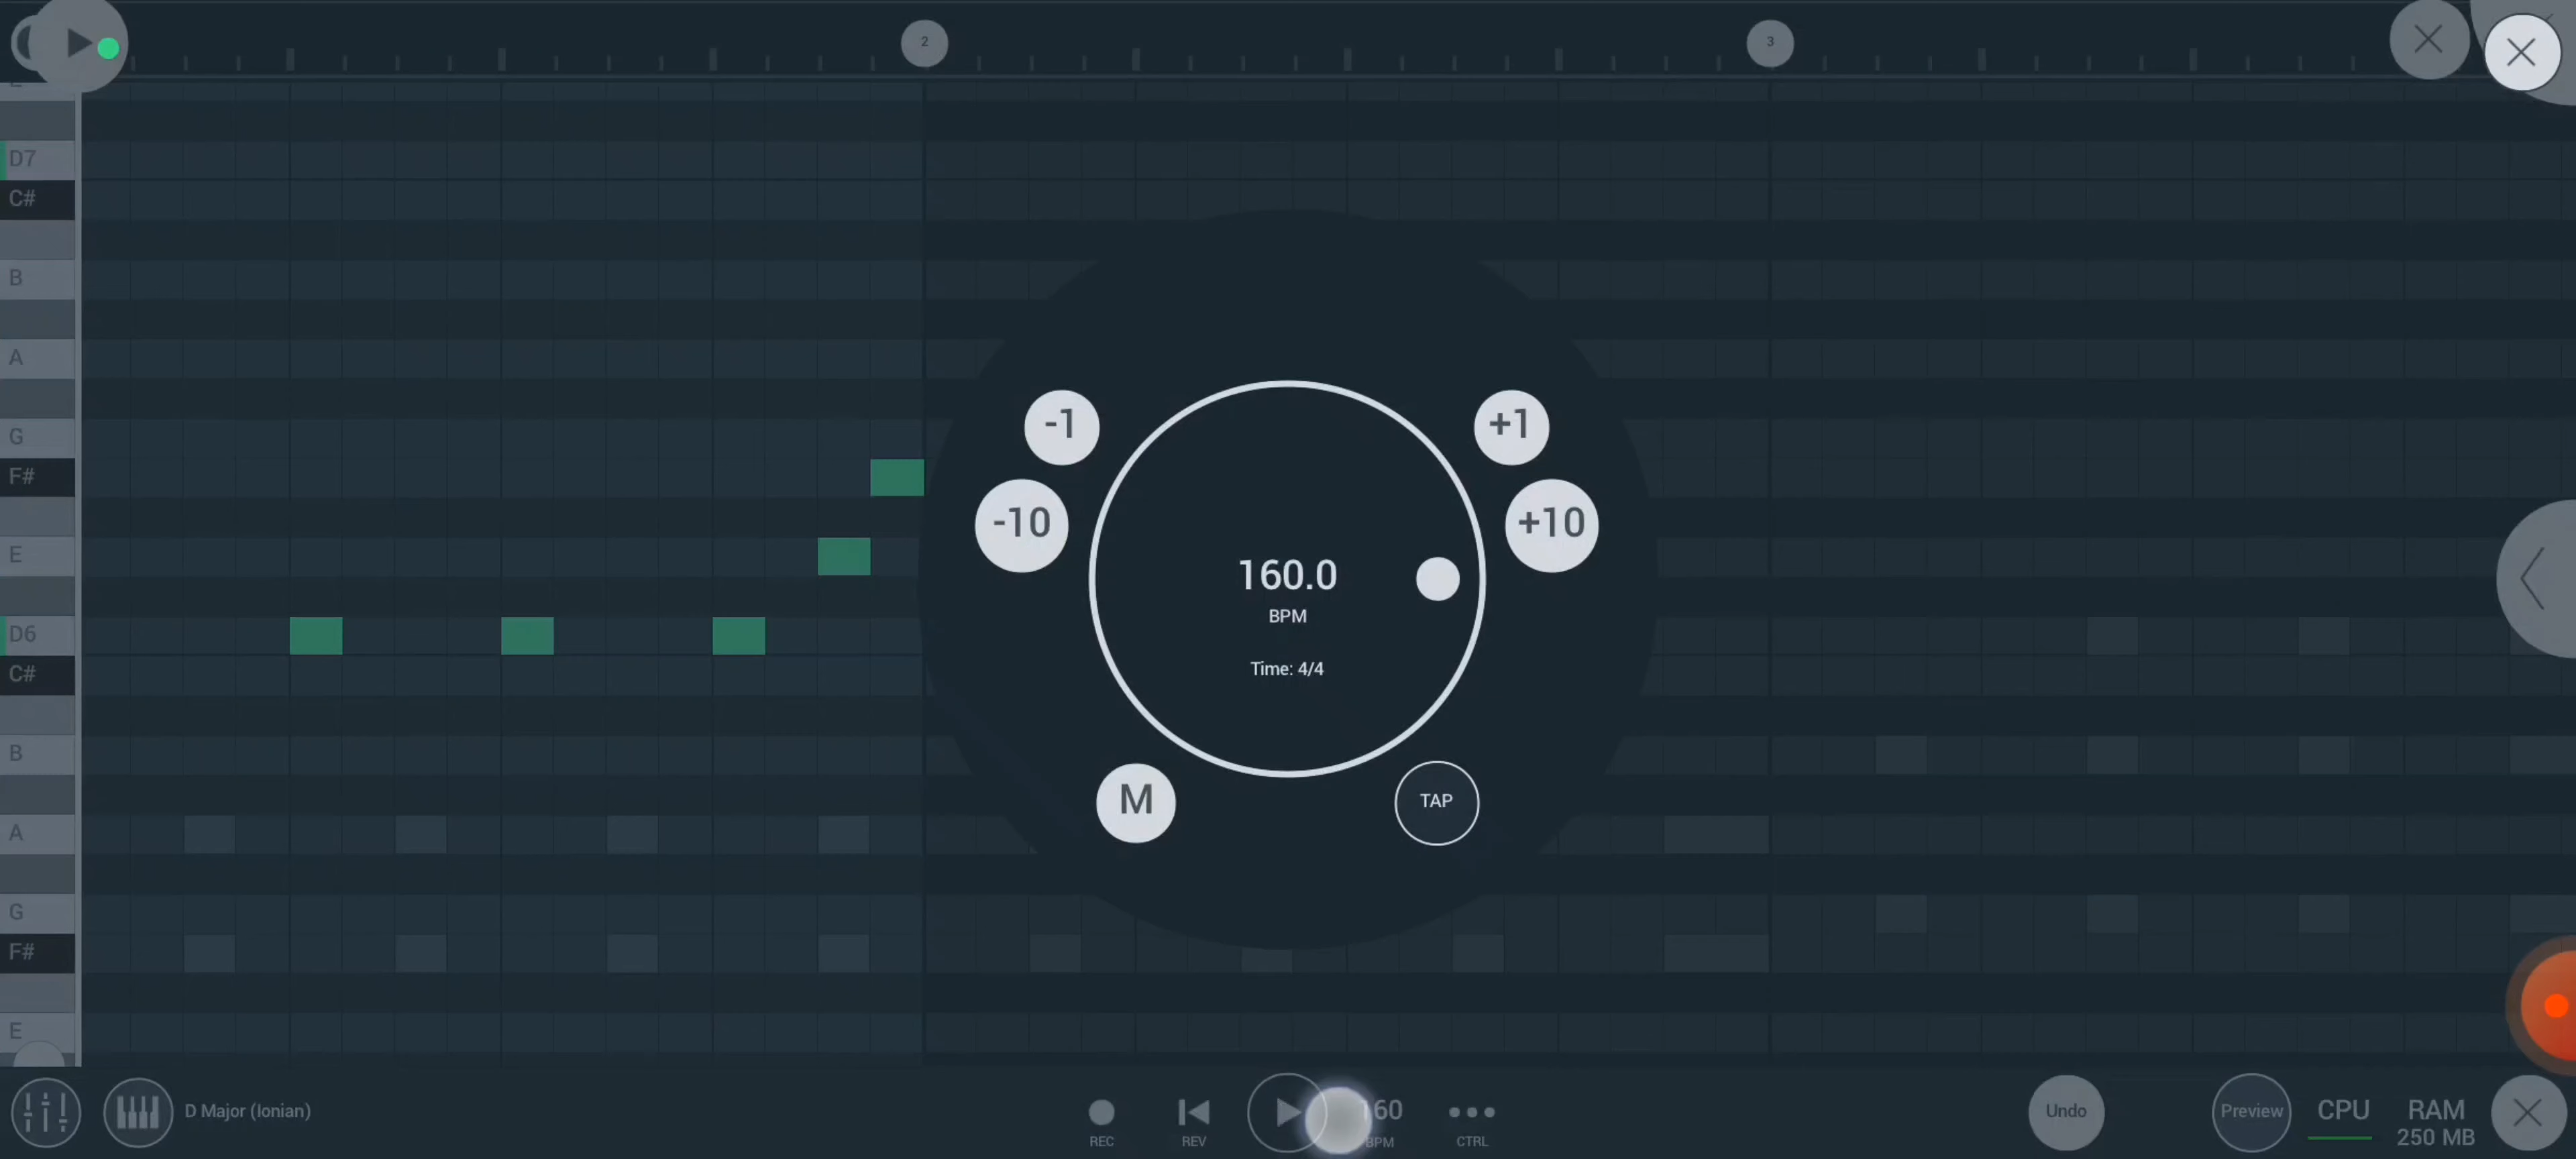 2
3
D7
C#
B
A
G
F#
E
D6
C#
B
A
G
F#
E
-1
+1
-10
+10
160.0
BPM
Time: 4/4
M
TAP
D Major (Ionian)
REC
REV
160
BPM
CTRL
Undo
Preview
CPU
RAM
250 MB